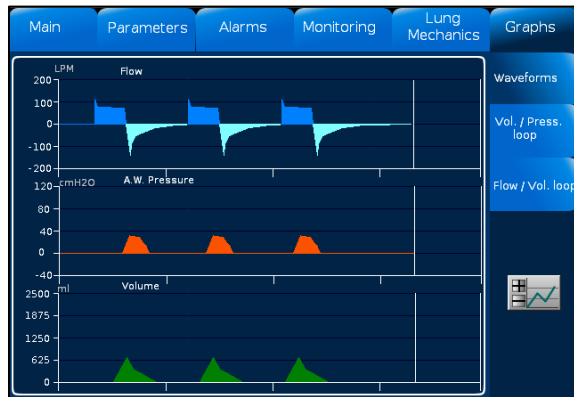 Main
Parameters
Alarms
Monitoring
Lung
Mechanics
Graphs
Waveforms
Vol. / Press.
loop
Flow / Vol. loop
LPM
Flow
200
100
0
-100
-200
cmH2O
A.W. Pressure
120
80
40
0
-40
ml
Volume
2500
1875
1250
625
0